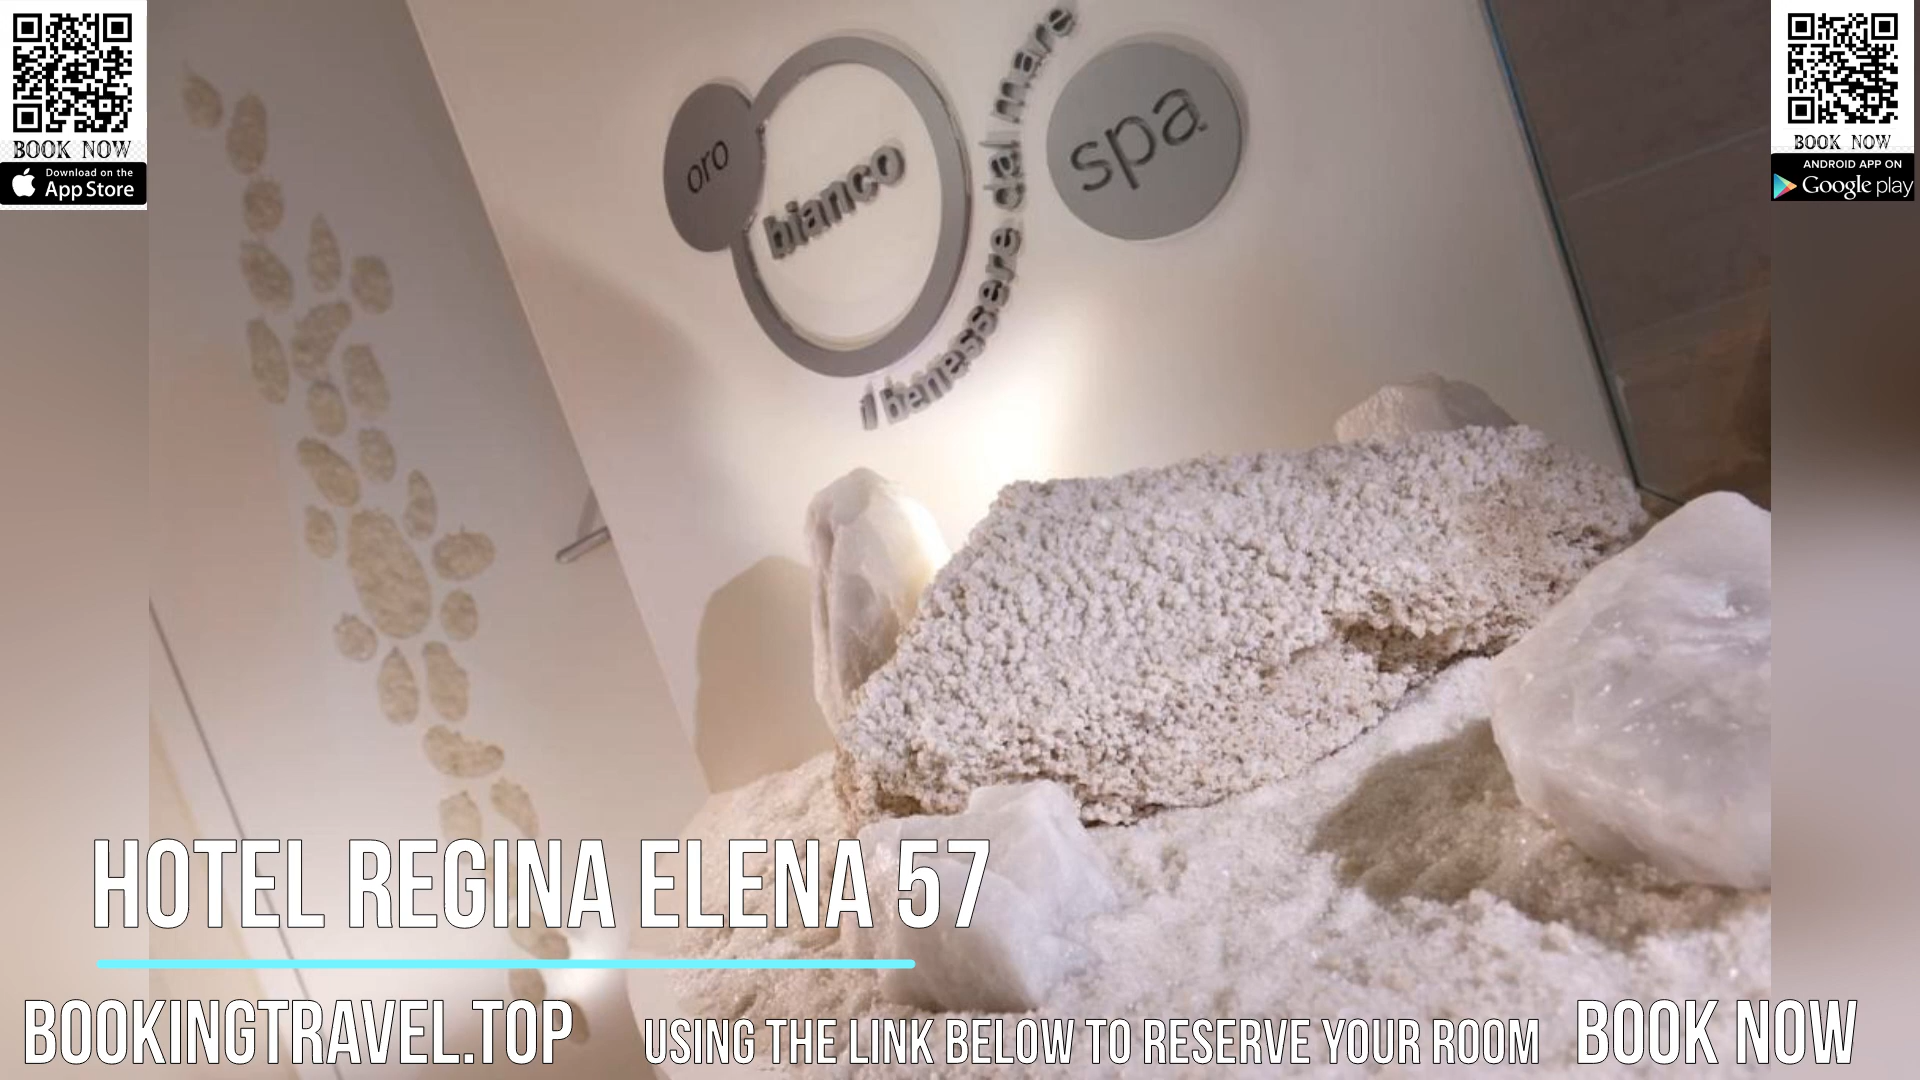 BOOK NOW
Download on the
App Store
oro
bianco
il benessere dal mare
spa
BOOK NOW
ANDROID APP ON
Google play
HOTEL REGINA ELENA 57
BOOKINGTRAVEL.TOP
USING THE LINK BELOW TO RESERVE YOUR ROOM
BOOK NOW